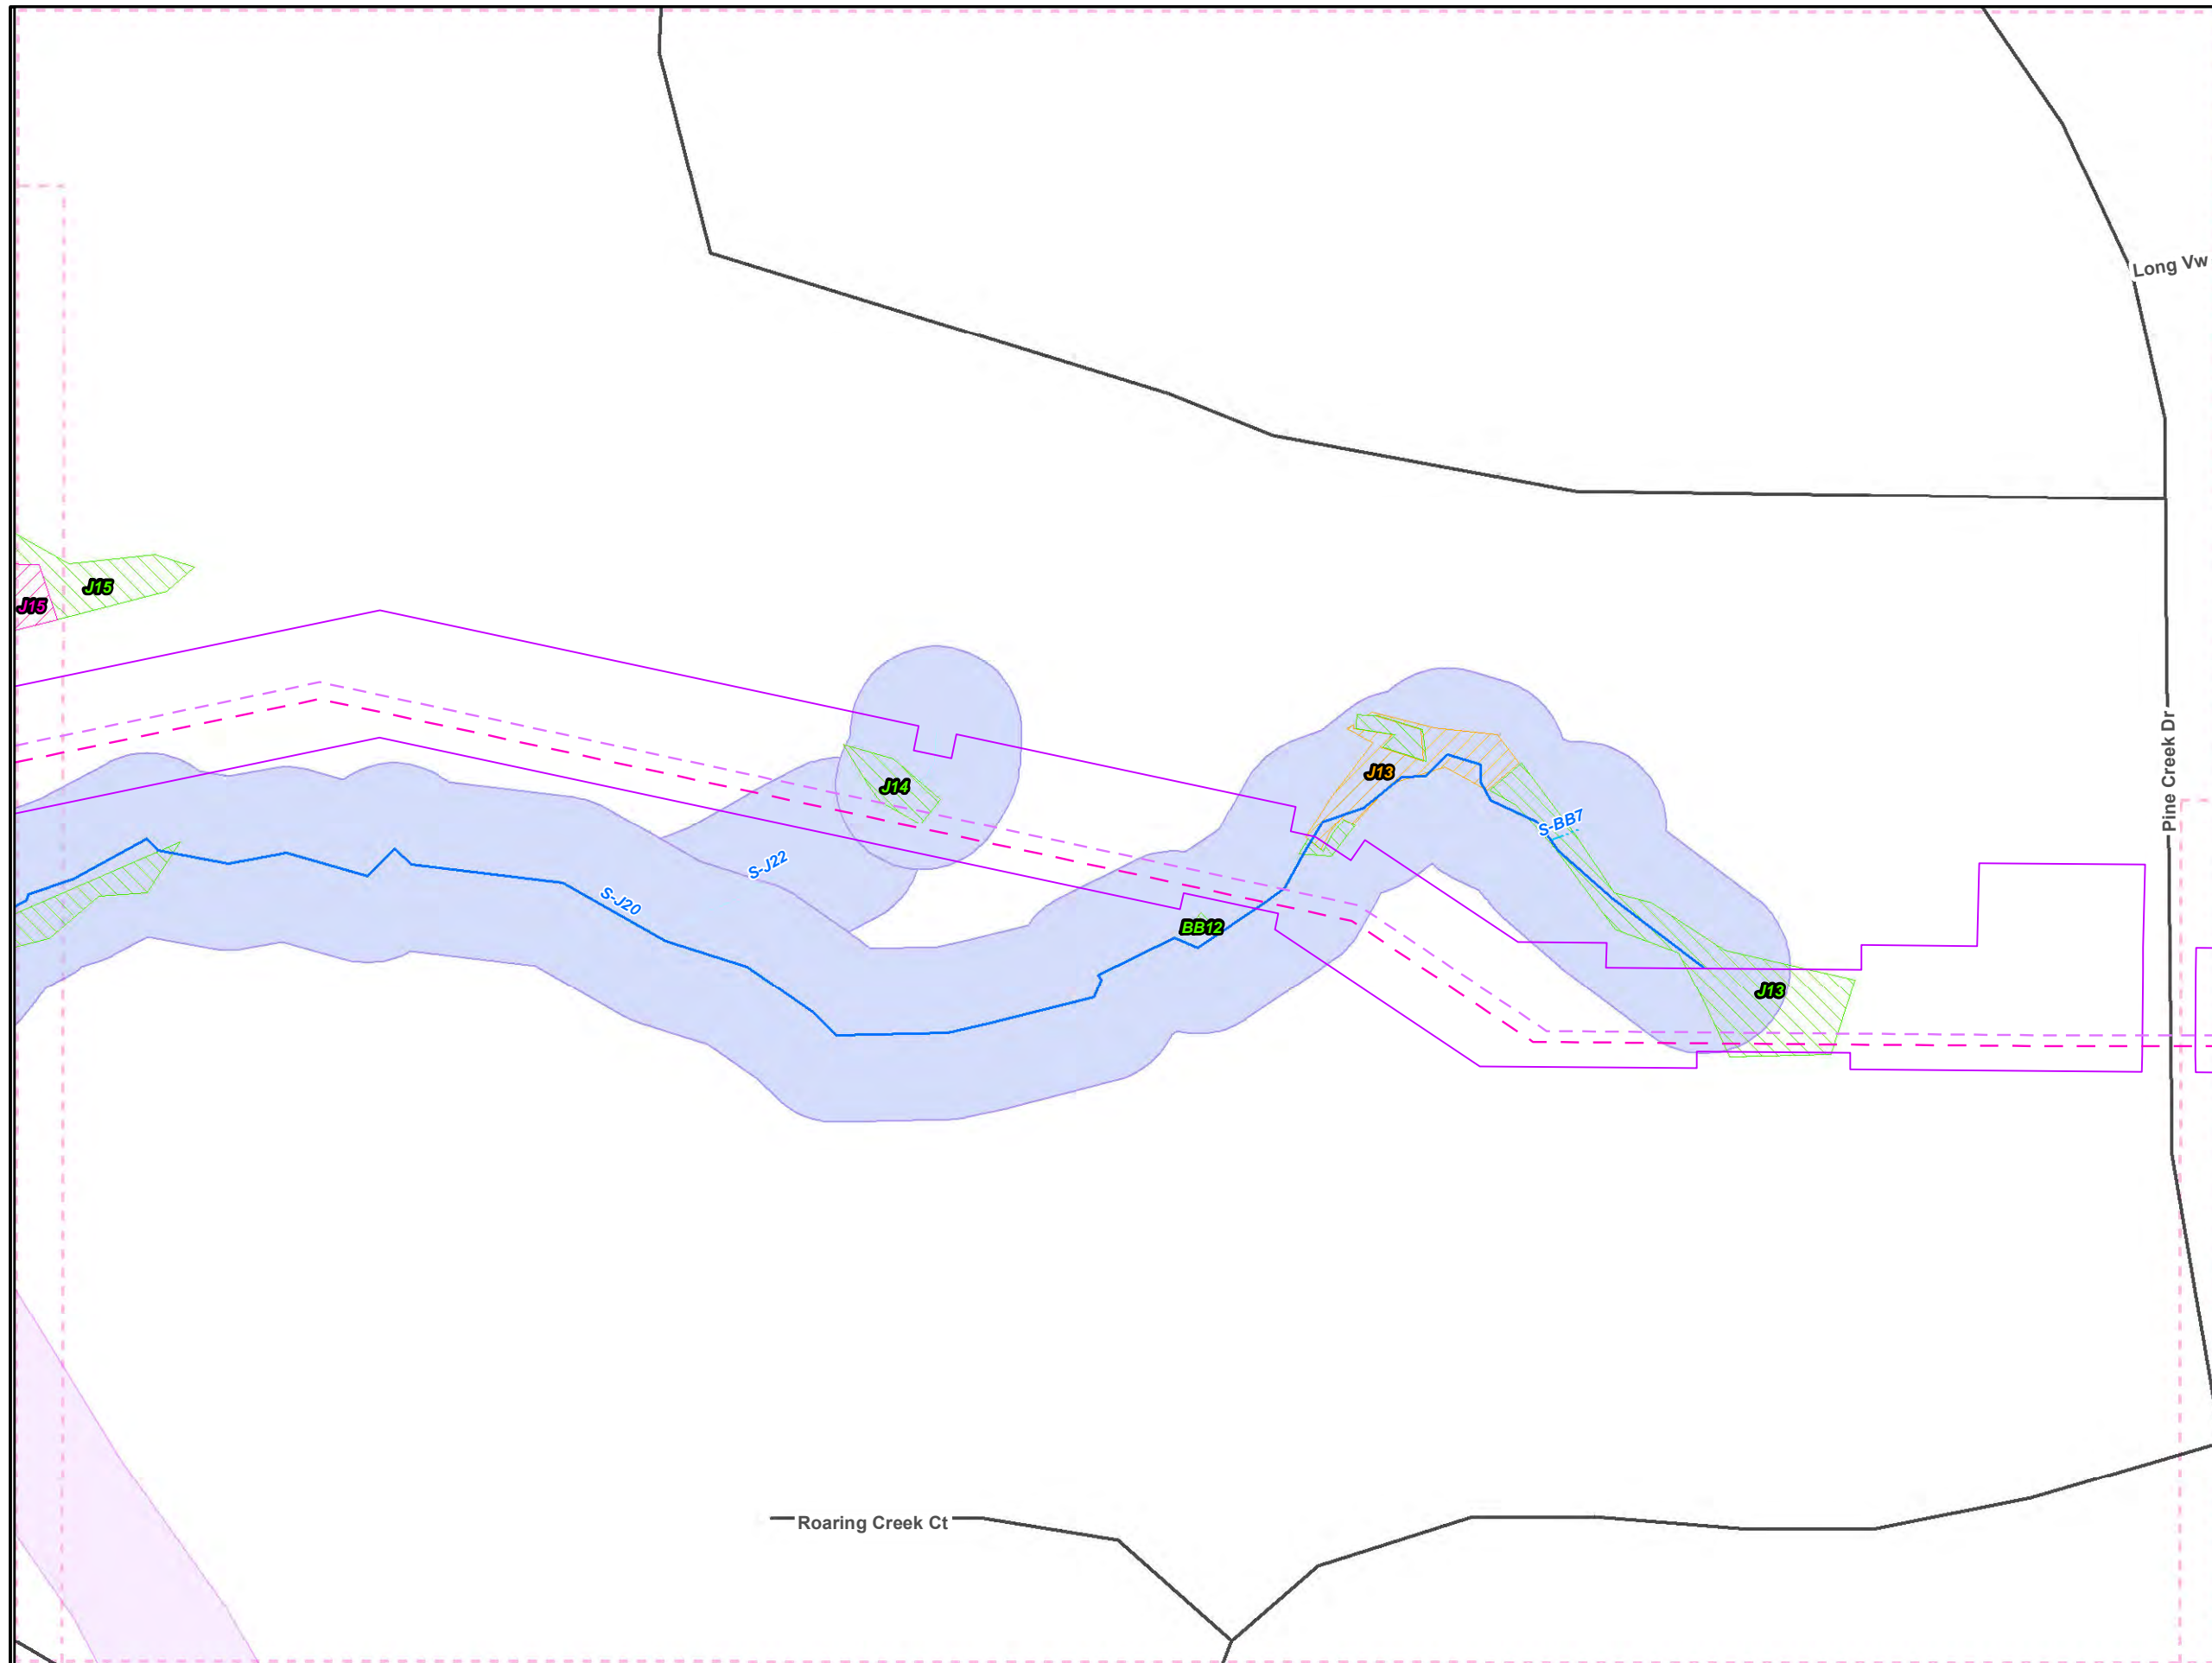 Long Vw
J15
J15
Pine Creek Dr
J13
J14
S-BB7
S-J22
S-J20
BB12
J13
Roaring Creek Ct